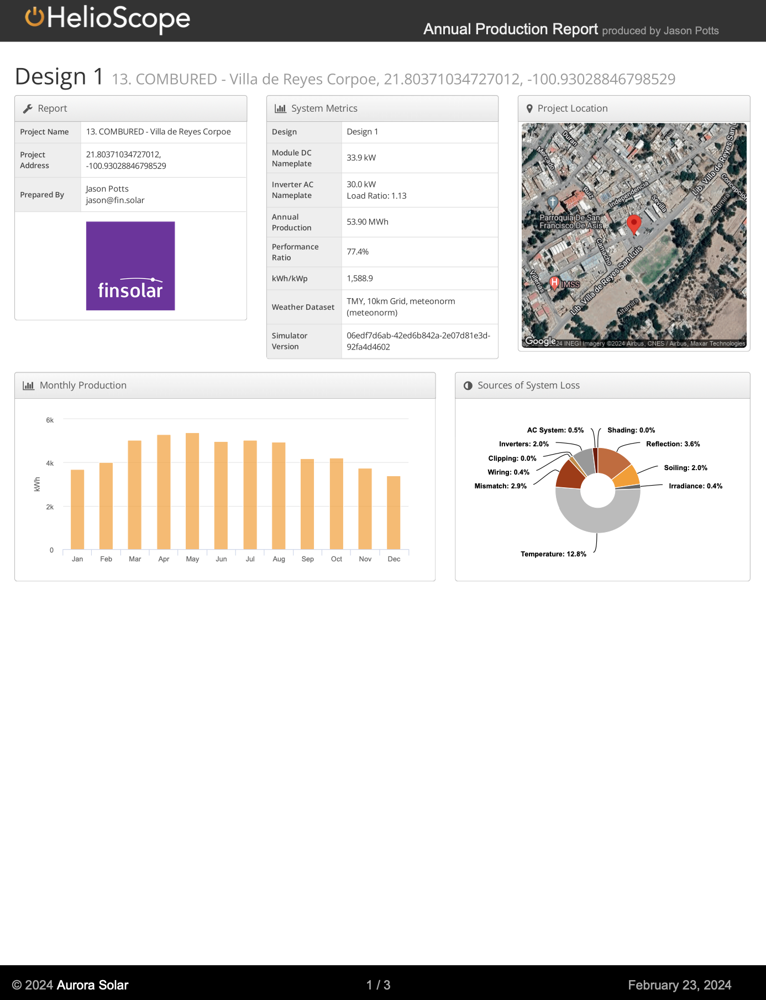 HelioScope
Annual Production Report produced by Jason Potts
Design 1 13. COMBURED - Villa de Reyes Corpoe, 21.80371034727012, -100.93028846798529
Report
Project Name 13. COMBURED - Villa de Reyes Corpoe
Project Address 21.80371034727012,
-100.93028846798529
Prepared By Jason Potts
jason@fin.solar
finsolar
System Metrics
Design Design 1
Module DC Nameplate 33.9 kW
Inverter AC Nameplate 30.0 kW
Load Ratio: 1.13
Annual Production 53.90 MWh
Performance Ratio 77.4%
kWh/kWp 1,588.9
Weather Dataset TMY, 10km Grid, meteonorm
(meteonorm)
Simulator Version 06edf7d6ab-42ed6b842a-2e07d81e3d-
92fa4d4602
Project Location
Duran
Mercado
Ruiz
Independencia
Sevilla
Lib. Villa de Reyes San L
Concepción
Altamira
Parroquia De San
Francisco De Asis
Camacho
Villerias
H IMSS
Lib. Villa de Reyes San Luis
Altamira
Google
24 INEGI Imagery ©2024 Airbus, CNES / Airbus, Maxar Technologies
Monthly Production
6k
4k
2k
0
kWh
Jan Feb Mar Apr May Jun Jul Aug Sep Oct Nov Dec
Sources of System Loss
AC System: 0.5%
Shading: 0.0%
Inverters: 2.0%
Reflection: 3.6%
Clipping: 0.0%
Soiling: 2.0%
Wiring: 0.4%
Mismatch: 2.9%
Irradiance: 0.4%
Temperature: 12.8%
© 2024 Aurora Solar
1 / 3
February 23, 2024